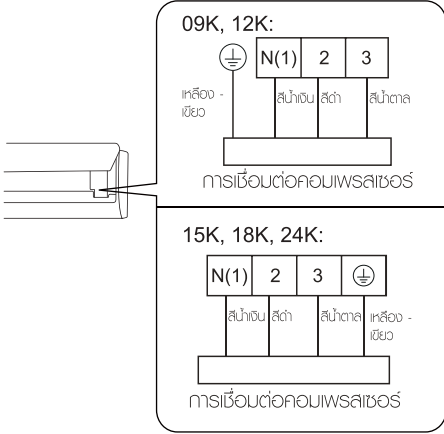 09K, 12K:
N(1) 2 3
เหลือง -
เขียว
สีน้ำเงิน สีดำ สีน้ำตาล
การเชื่อมต่อคอมเพรสเซอร์
15K, 18K, 24K:
N(1) 2 3
สีน้ำเงิน สีดำ สีน้ำตาล เหลือง -
เขียว
การเชื่อมต่อคอมเพรสเซอร์